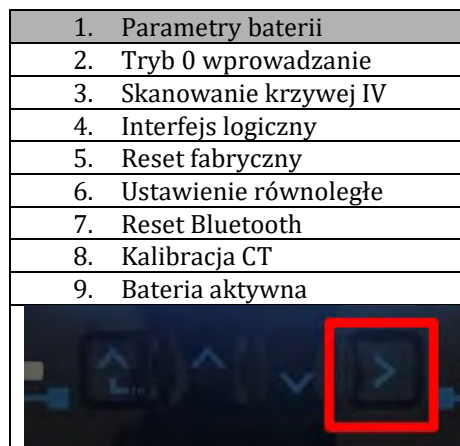 1. Parametry baterii
2. Tryb 0 wprowadzanie
3. Skanowanie krzywej IV
4. Interfejs logiczny
5. Reset fabryczny
6. Ustawienie równoległe
7. Reset Bluetooth
8. Kalibracja CT
9. Bateria aktywna